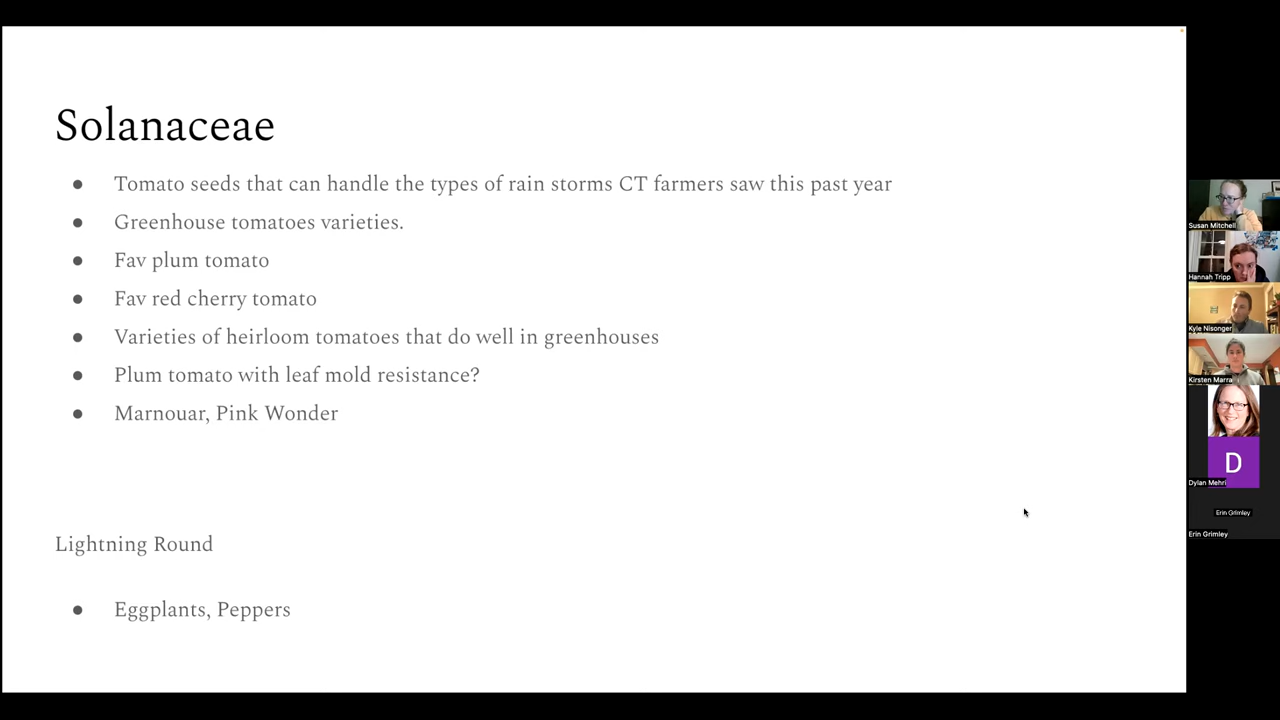 Solanaceae
● Tomato seeds that can handle the types of rain storms CT farmers saw this past year
● Greenhouse tomatoes varieties.
● Fav plum tomato
● Fav red cherry tomato
● Varieties of heirloom tomatoes that do well in greenhouses
● Plum tomato with leaf mold resistance?
● Marnouar, Pink Wonder
Lightning Round
● Eggplants, Peppers
Susan Mitchell
Hannah Tripp
Kyle Nisonger
Kirsten Marra
D
Dylan Mehri
Erin Grimley
Erin Grimley